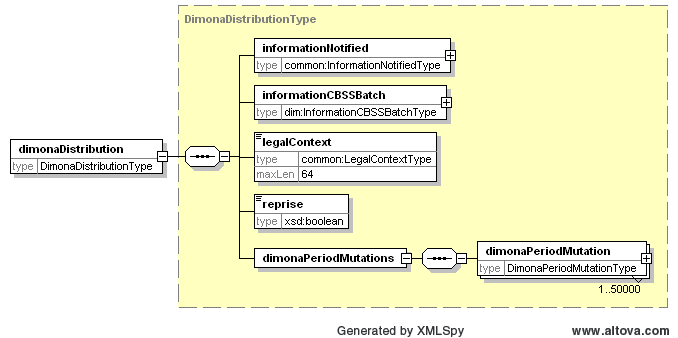 DimonaDistributionType
informationNotified
type common:InformationNotifiedType
informationCBSSBatch
type dim:InformationCBSSBatchType
legalContext
type common:LegalContextType
maxLen 64
dimonaDistribution
type DimonaDistributionType
reprise
type xsd:boolean
dimonaPeriodMutations
dimonaPeriodMutation
type DimonaPeriodMutationType
1..50000
Generated by XMLSpy www.altova.com